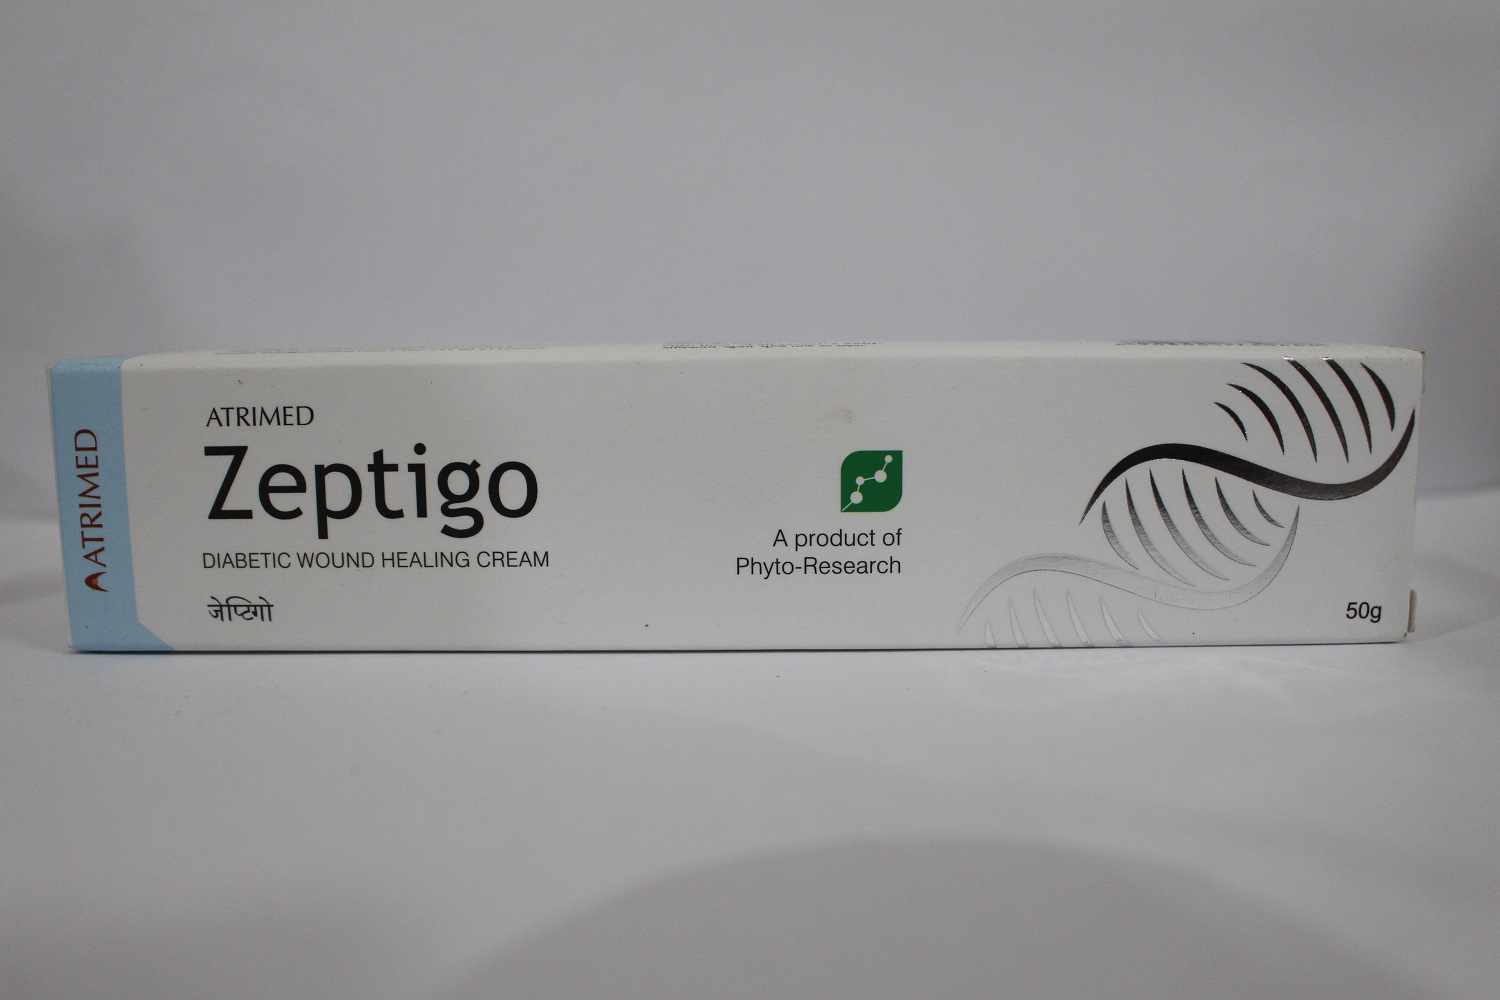 ATRIMED
ATRIMED
Zeptigo
DIABETIC WOUND HEALING CREAM
जेप्टिगो
A product of
Phyto-Research
50g